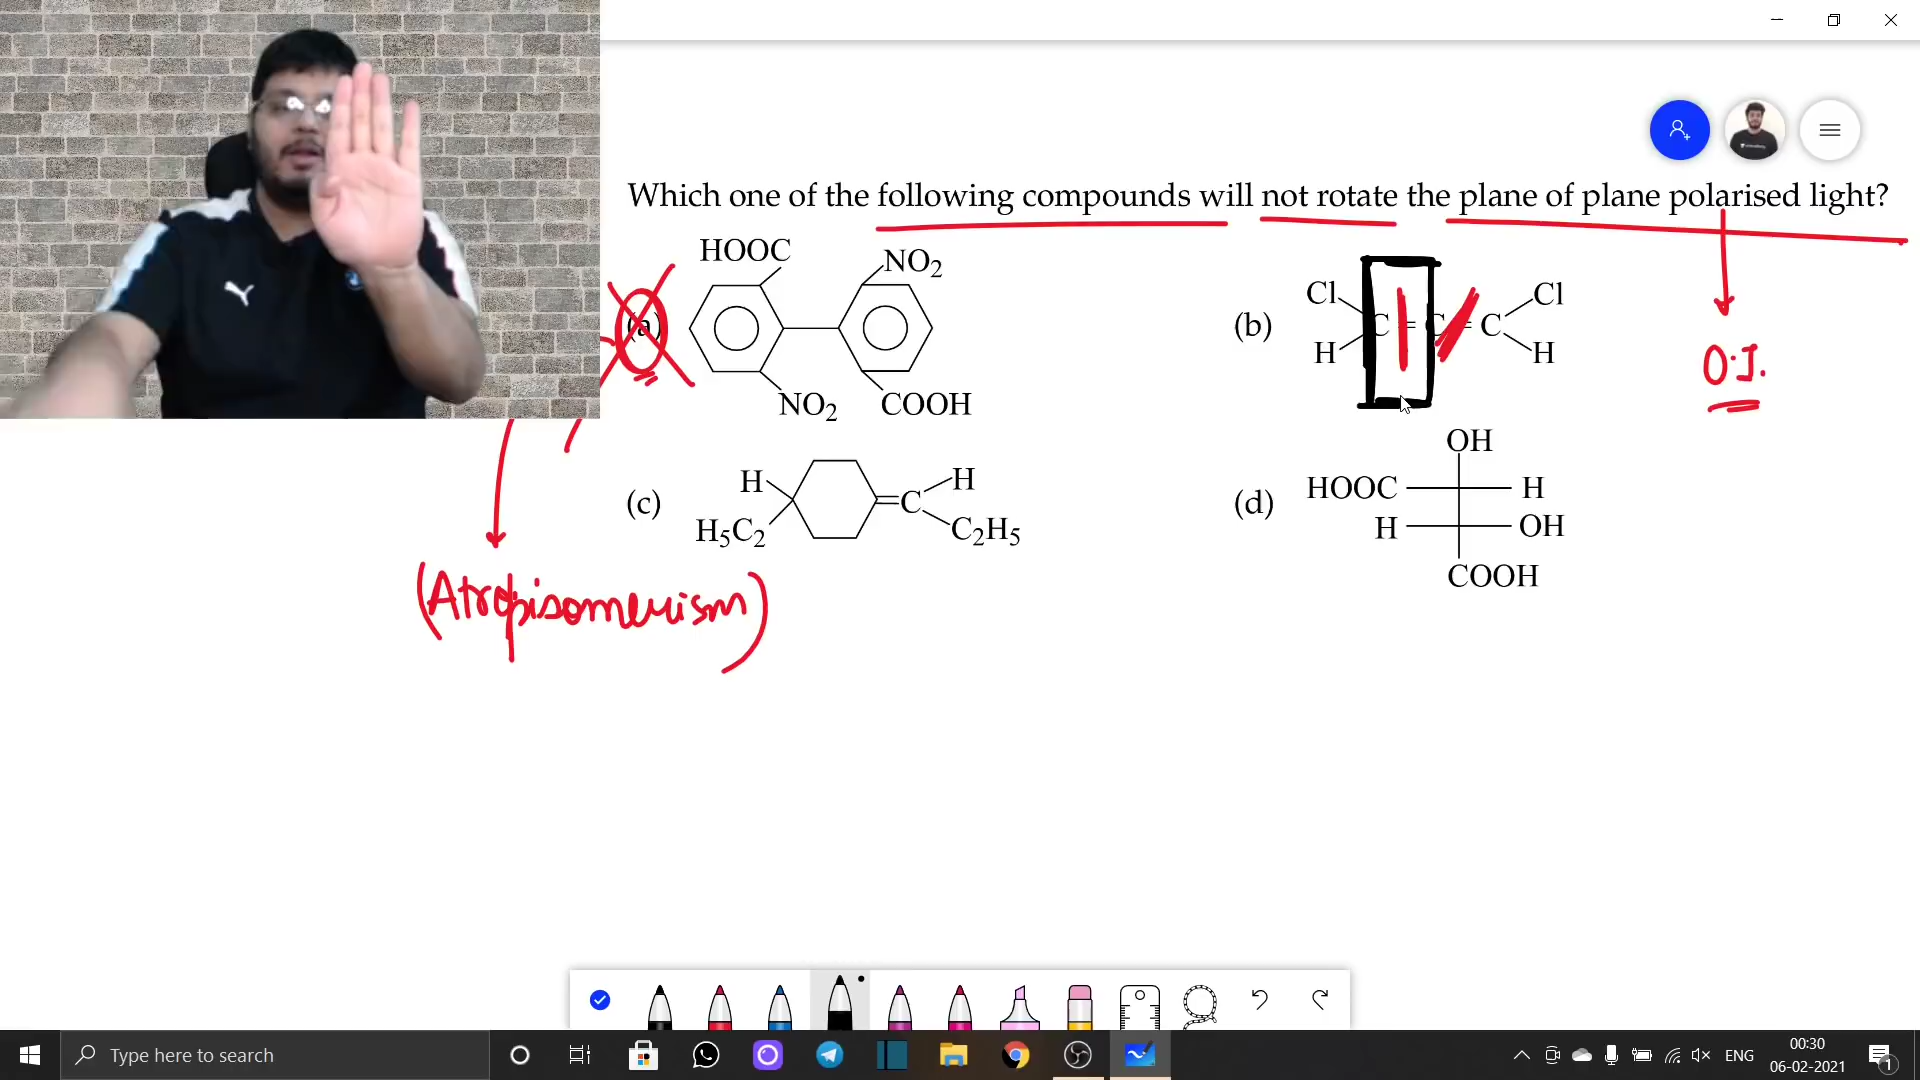 Which one of the following compounds will not rotate the plane of plane polarised light?
(a)
HOOC
NO2
NO2
COOH
(b)
Cl
H
C = C = C
Cl
H
O.I.
(c)
H
H5C2
C
H
C2H5
(d)
OH
HOOC
H
H
OH
COOH
(Atropisomerism)
Type here to search
ENG
00:30
06-02-2021
1